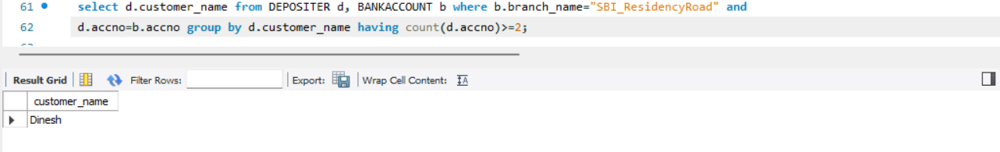 61 select d.customer_name from DEPOSITER d, BANKACCOUNT b where b.branch_name="SBI_ResidencyRoad" and
62 d.accno=b.accno group by d.customer_name having count(d.accno)>=2;
Result Grid Filter Rows: Export: Wrap Cell Content:
customer_name
Dinesh